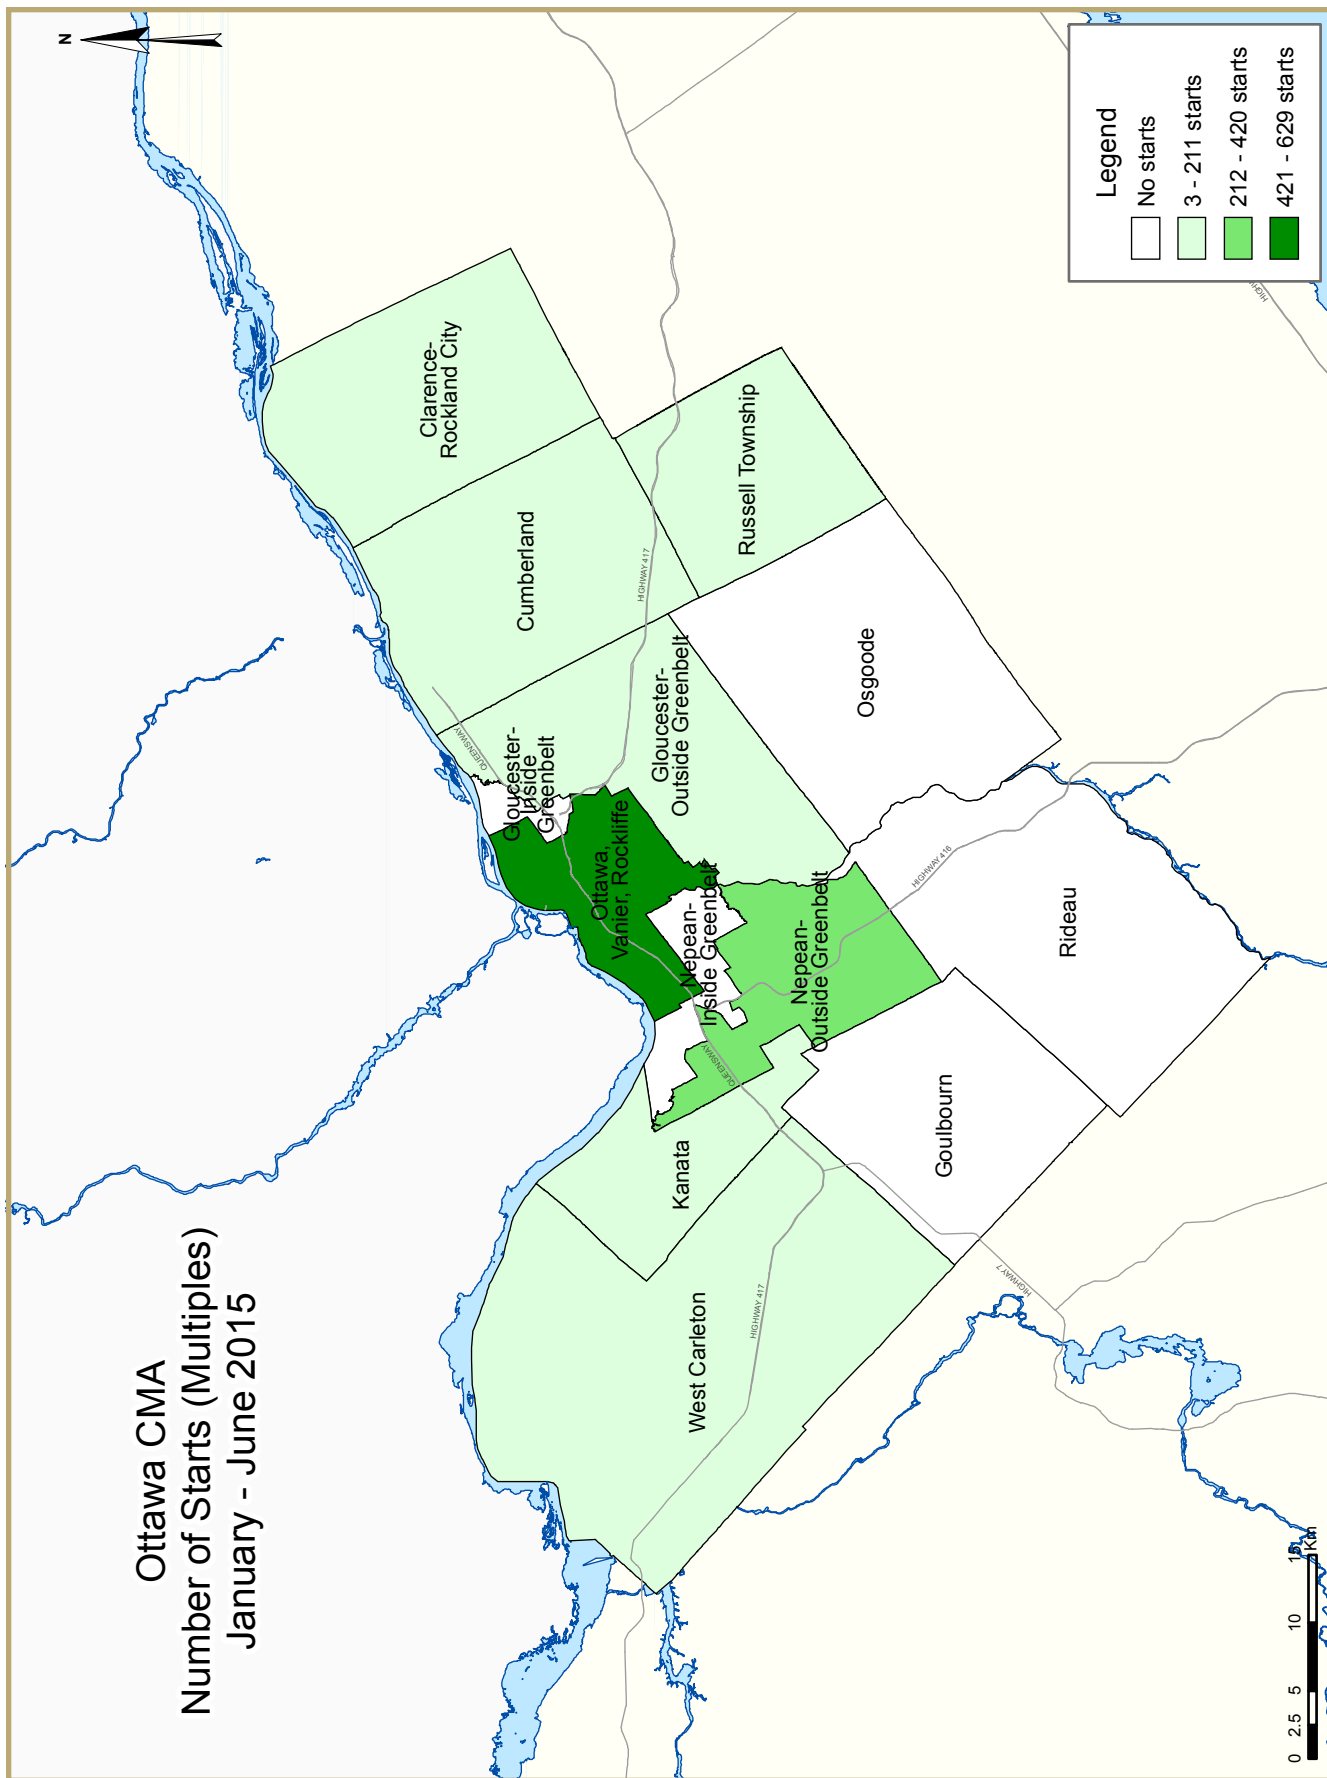 Ottawa CMA
Number of Starts (Multiples)
January - June 2015
N
Clarence-
Rockland City
Cumberland
Russell Township
QUEENSWAY
HIGHWAY 417
Gloucester-
Inside
Greenbelt
Gloucester-
Outside Greenbelt
Osgoode
Ottawa,
Vanier, Rockliffe
Nepean-
Inside Greenbelt
Nepean-
Outside Greenbelt
HIGHWAY 416
Rideau
QUEENSWAY
Kanata
Goulbourn
West Carleton
HIGHWAY 417
HIGHWAY 7
Legend
No starts
3 - 211 starts
212 - 420 starts
421 - 629 starts
0 2.5 5 10 15
Km